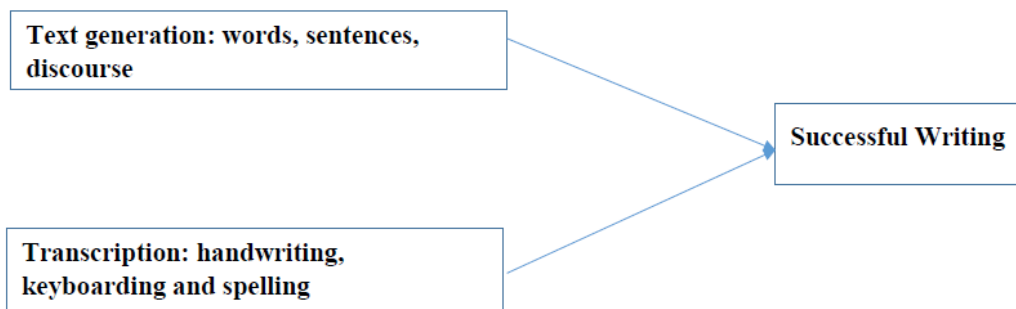 Text generation: words, sentences,
discourse
Successful Writing
Transcription: handwriting,
keyboarding and spelling